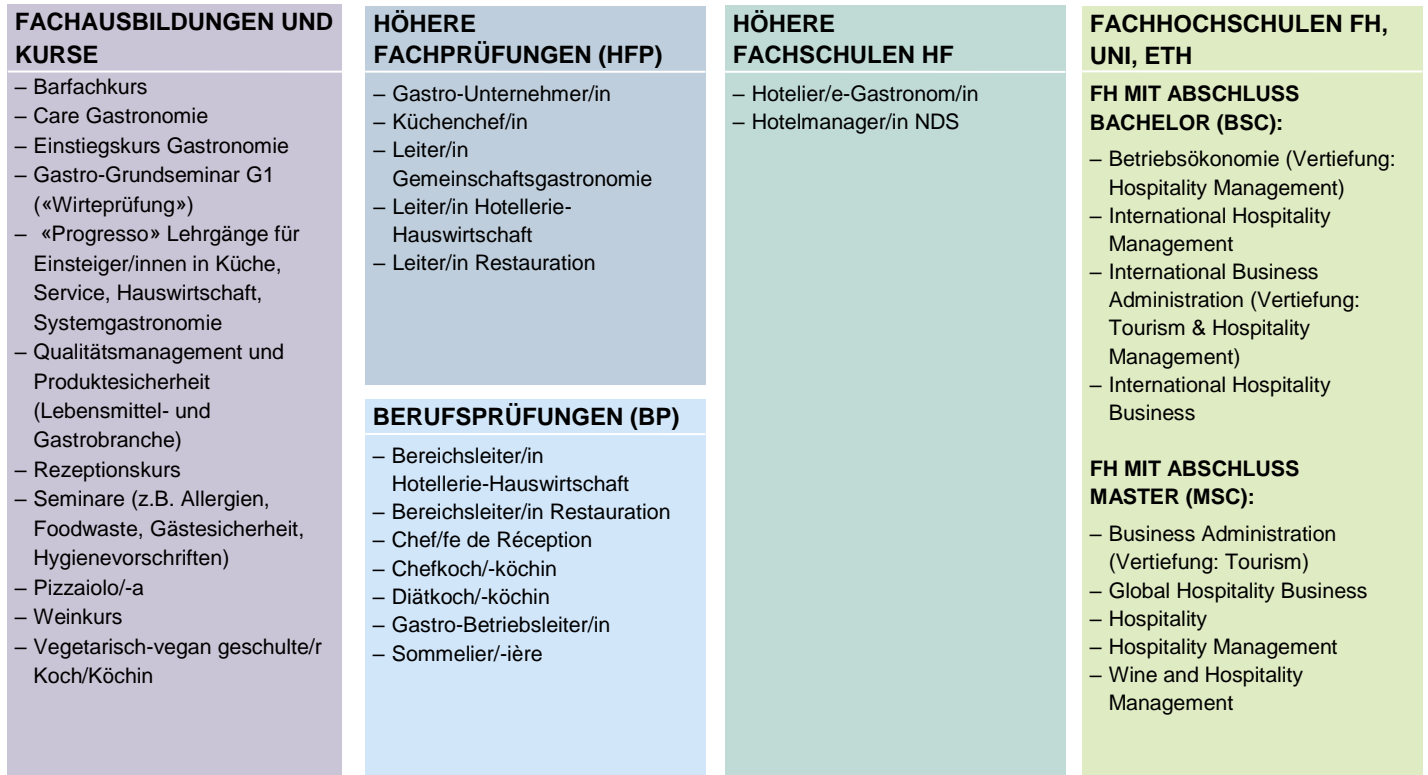 FACHAUSBILDUNGEN UND
KURSE
– Barfachkurs
– Care Gastronomie
– Einstiegskurs Gastronomie
– Gastro-Grundseminar G1
(«Wirteprüfung»)
– «Progresso» Lehrgänge für
Einsteiger/innen in Küche,
Service, Hauswirtschaft,
Systemgastronomie
– Qualitätsmanagement und
Produktesicherheit
(Lebensmittel- und
Gastrobranche)
– Rezeptionskurs
– Seminare (z.B. Allergien,
Foodwaste, Gästesicherheit,
Hygienevorschriften)
– Pizzaiolo/-a
– Weinkurs
– Vegetarisch-vegan geschulte/r
Koch/Köchin
HÖHERE
FACHPRÜFUNGEN (HFP)
– Gastro-Unternehmer/in
– Küchenchef/in
– Leiter/in
Gemeinschaftsgastronomie
– Leiter/in Hotellerie-
Hauswirtschaft
– Leiter/in Restauration
BERUFSPRÜFUNGEN (BP)
– Bereichsleiter/in
Hotellerie-Hauswirtschaft
– Bereichsleiter/in Restauration
– Chef/fe de Réception
– Chefkoch/-köchin
– Diätkoch/-köchin
– Gastro-Betriebsleiter/in
– Sommelier/-ière
HÖHERE
FACHSCHULEN HF
– Hotelier/e-Gastronom/in
– Hotelmanager/in NDS
FACHHOCHSCHULEN FH,
UNI, ETH
FH MIT ABSCHLUSS
BACHELOR (BSC):
– Betriebsökonomie (Vertiefung:
Hospitality Management)
– International Hospitality
Management
– International Business
Administration (Vertiefung:
Tourism & Hospitality
Management)
– International Hospitality
Business
FH MIT ABSCHLUSS
MASTER (MSC):
– Business Administration
(Vertiefung: Tourism)
– Global Hospitality Business
– Hospitality
– Hospitality Management
– Wine and Hospitality
Management